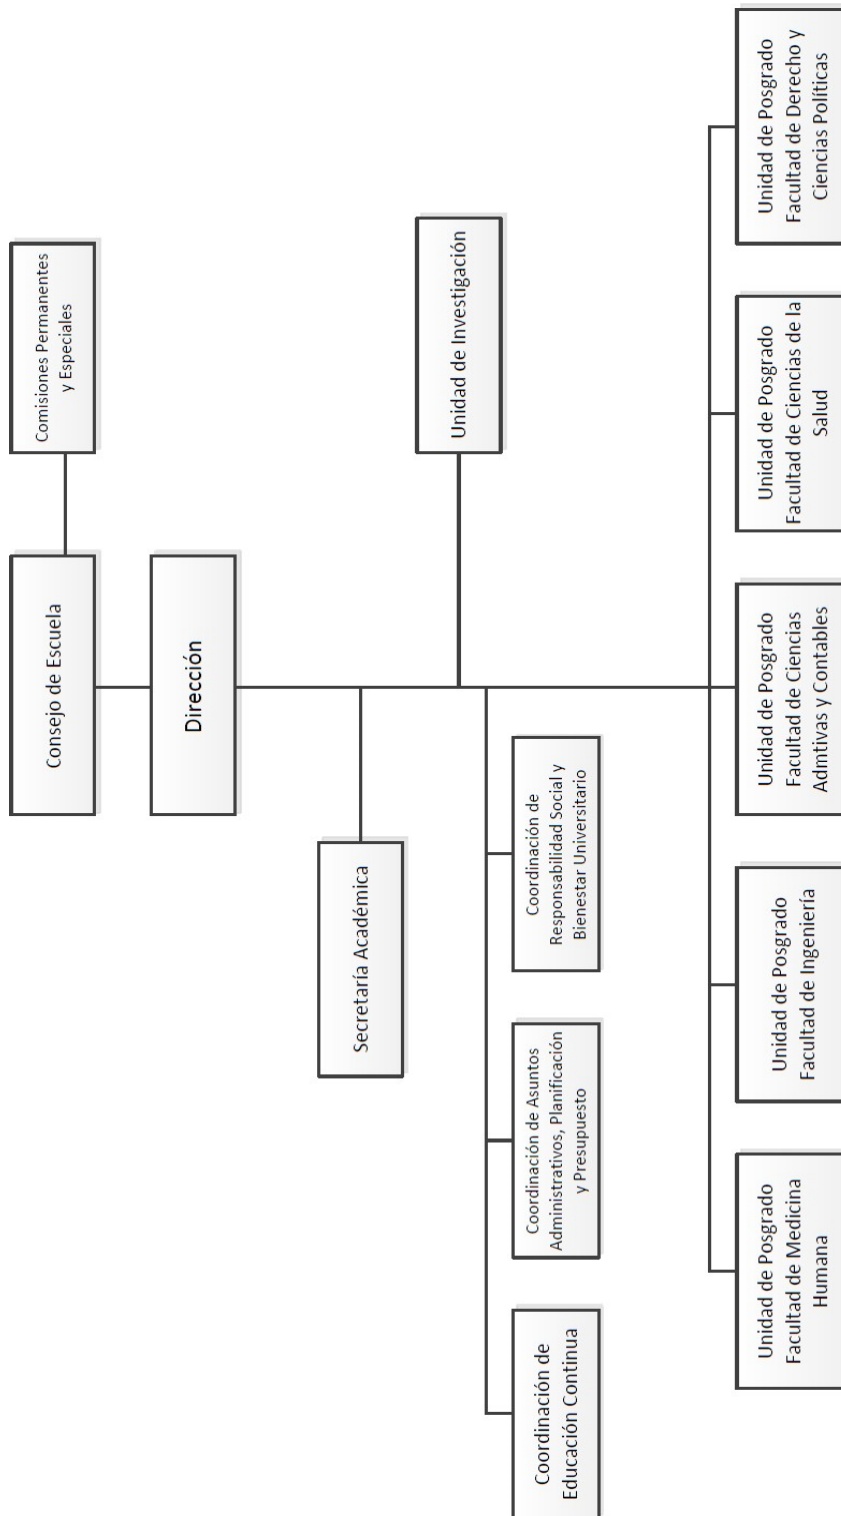 Consejo de Escuela
Comisiones Permanentes
y Especiales
Dirección
Secretaría Académica
Unidad de Investigación
Coordinación de
Educación Continua
Coordinación de Asuntos
Administrativos, Planificación
y Presupuesto
Coordinación de
Responsabilidad Social y
Bienestar Universitario
Unidad de Posgrado
Facultad de Medicina
Humana
Unidad de Posgrado
Facultad de Ingeniería
Unidad de Posgrado
Facultad de Ciencias
Admtivas y Contables
Unidad de Posgrado
Facultad de Ciencias de la
Salud
Unidad de Posgrado
Facultad de Derecho y
Ciencias Políticas